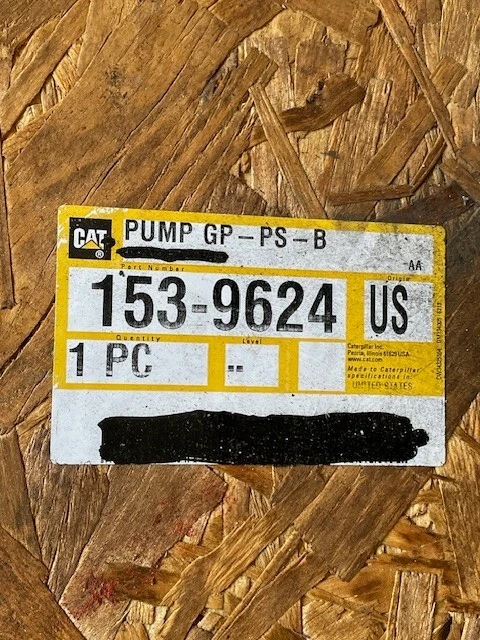 CAT
®
PUMP GP-PS-B
Part Number
AA
153-9624
Origin
US
Quantity
1 PC
Level
--
Caterpillar Inc.
Peoria, Illinois 61629 USA
www.cat.com
Made to Caterpillar
specifications in:
UNITED STATES